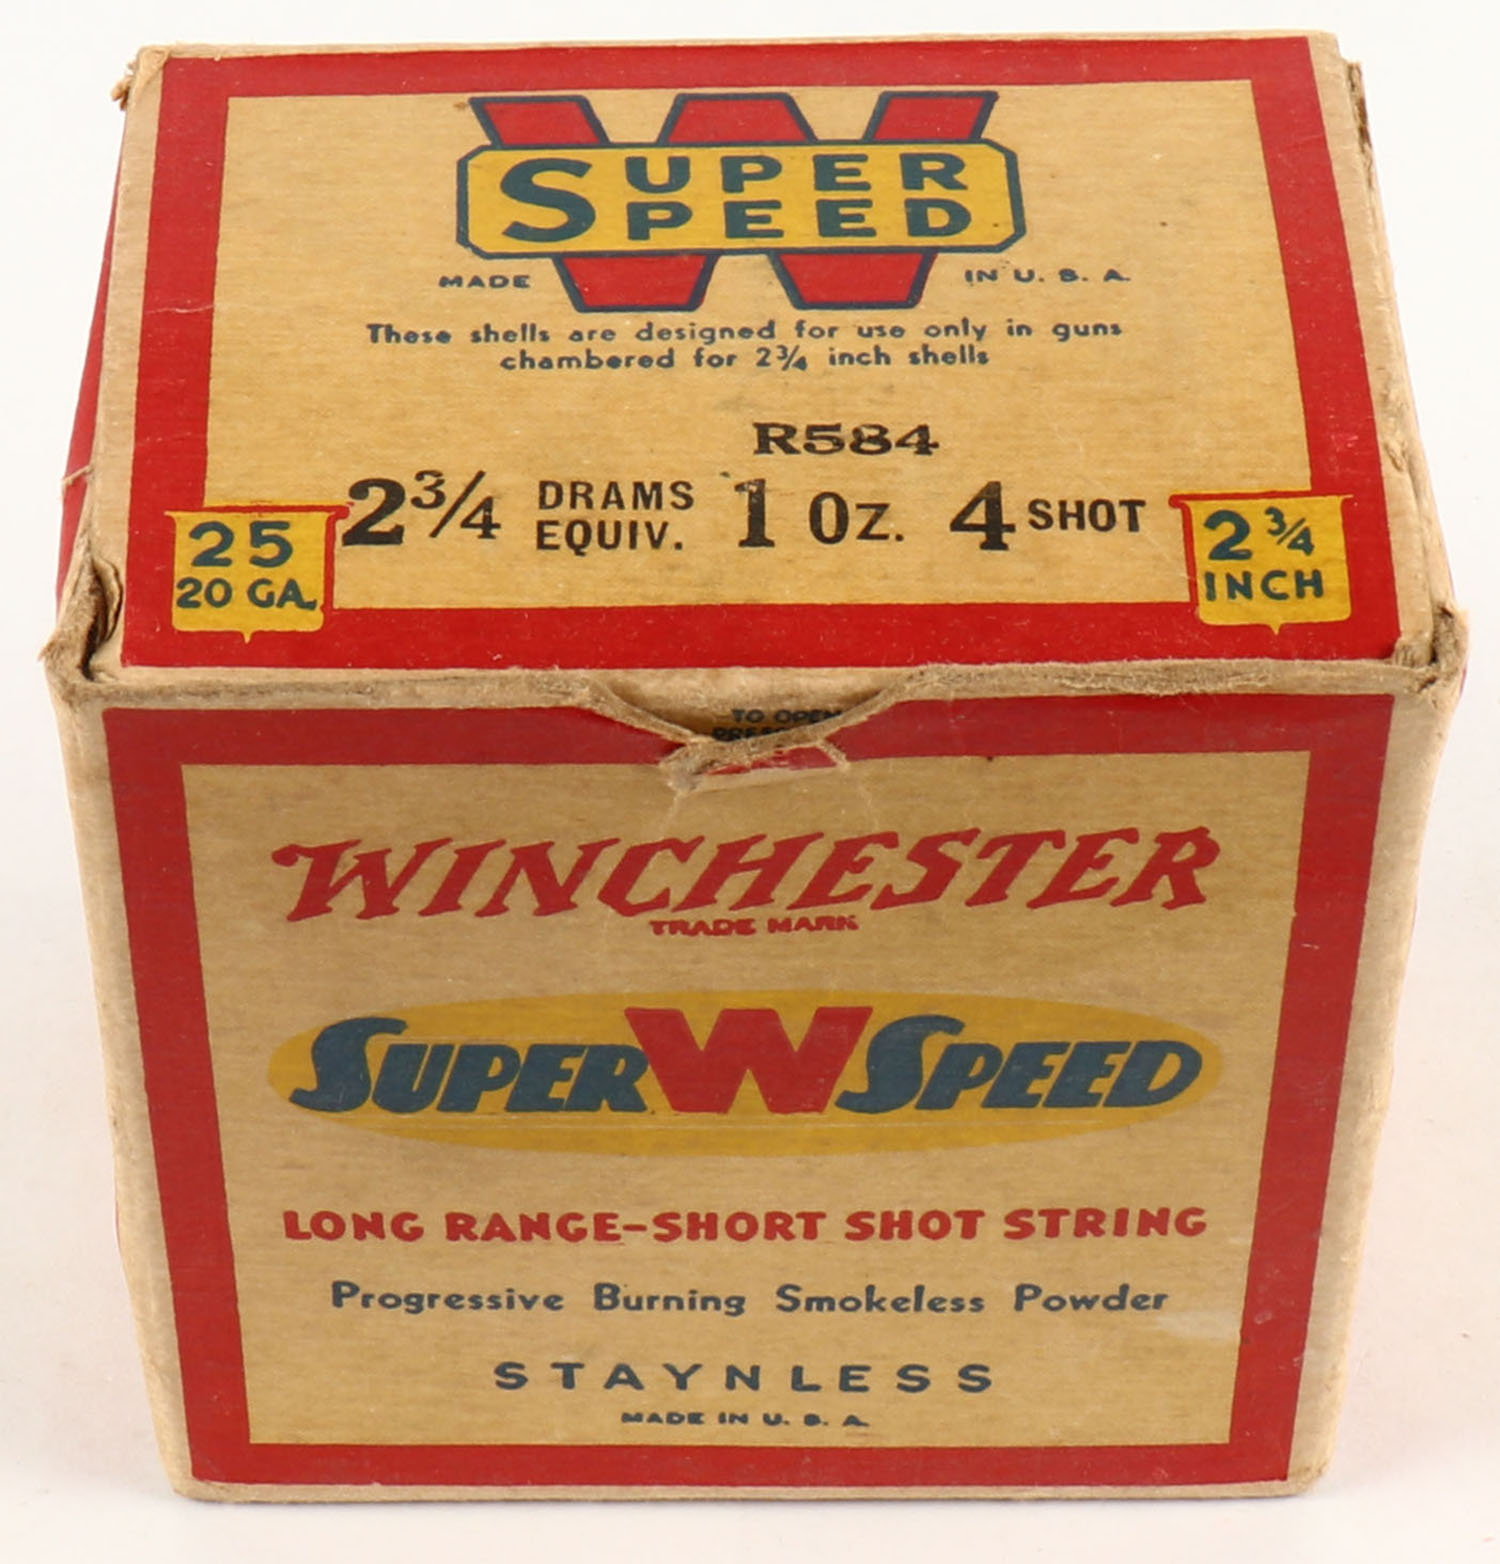 SUPER
SPEED
MADE IN U. S. A.
These shells are designed for use only in guns
chambered for 2¾ inch shells
R584
2¾ DRAMS EQUIV. 1 OZ. 4 SHOT
25
20 GA.
2¾
INCH
TO OPEN
WINCHESTER
TRADE MARK
SUPER W SPEED
LONG RANGE-SHORT SHOT STRING
Progressive Burning Smokeless Powder
STAYNLESS
MADE IN U. S. A.